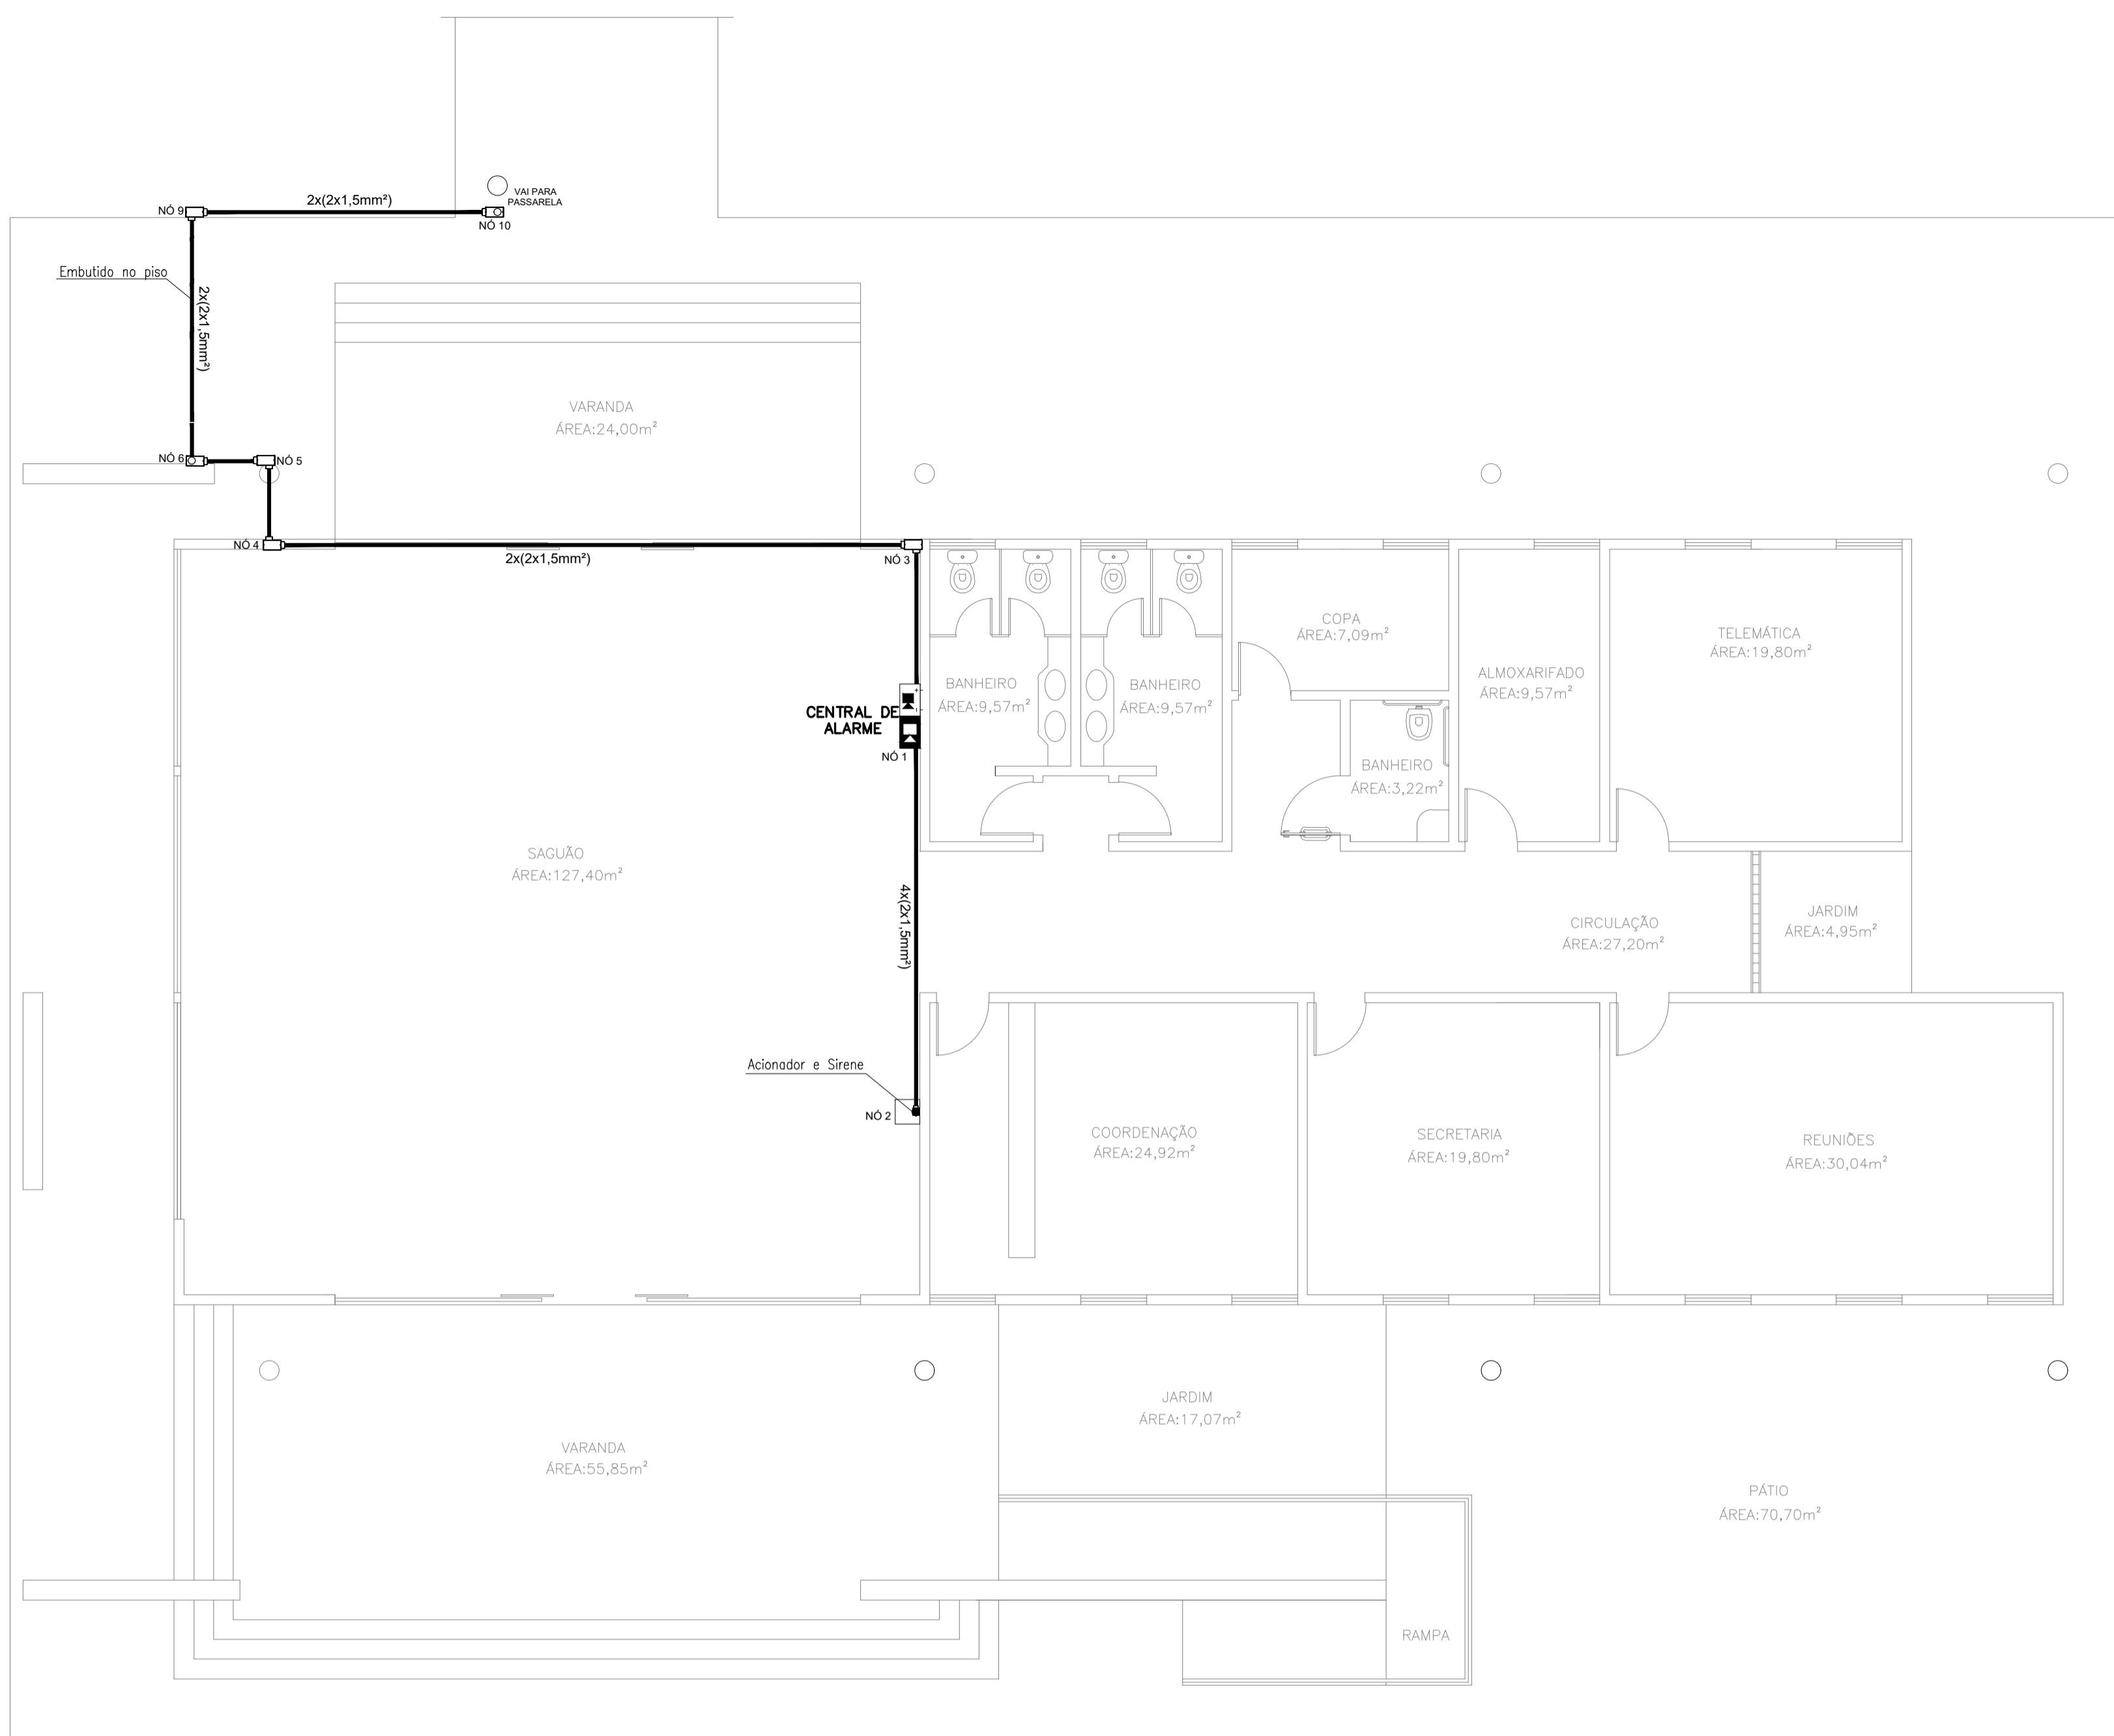 VAI PARA
PASSARELA
2x(2x1,5mm²)
NÓ 9
NÓ 10
Embutido no piso
2x(2x1,5mm²)
VARANDA
ÁREA:24,00m²
NÓ 6
NÓ 5
NÓ 4
2x(2x1,5mm²)
NÓ 3
COPA
ÁREA:7,09m²
TELEMÁTICA
ÁREA:19,80m²
ALMOXARIFADO
ÁREA:9,57m²
BANHEIRO
ÁREA:9,57m²
BANHEIRO
ÁREA:9,57m²
CENTRAL DE
ALARME
NÓ 1
BANHEIRO
ÁREA:3,22m²
SAGUÃO
ÁREA:127,40m²
4x(2x1,5mm²)
CIRCULAÇÃO
ÁREA:27,20m²
JARDIM
ÁREA:4,95m²
Acionador e Sirene
NÓ 2
COORDENAÇÃO
ÁREA:24,92m²
SECRETARIA
ÁREA:19,80m²
REUNIÕES
ÁREA:30,04m²
JARDIM
ÁREA:17,07m²
VARANDA
ÁREA:55,85m²
PÁTIO
ÁREA:70,70m²
RAMPA